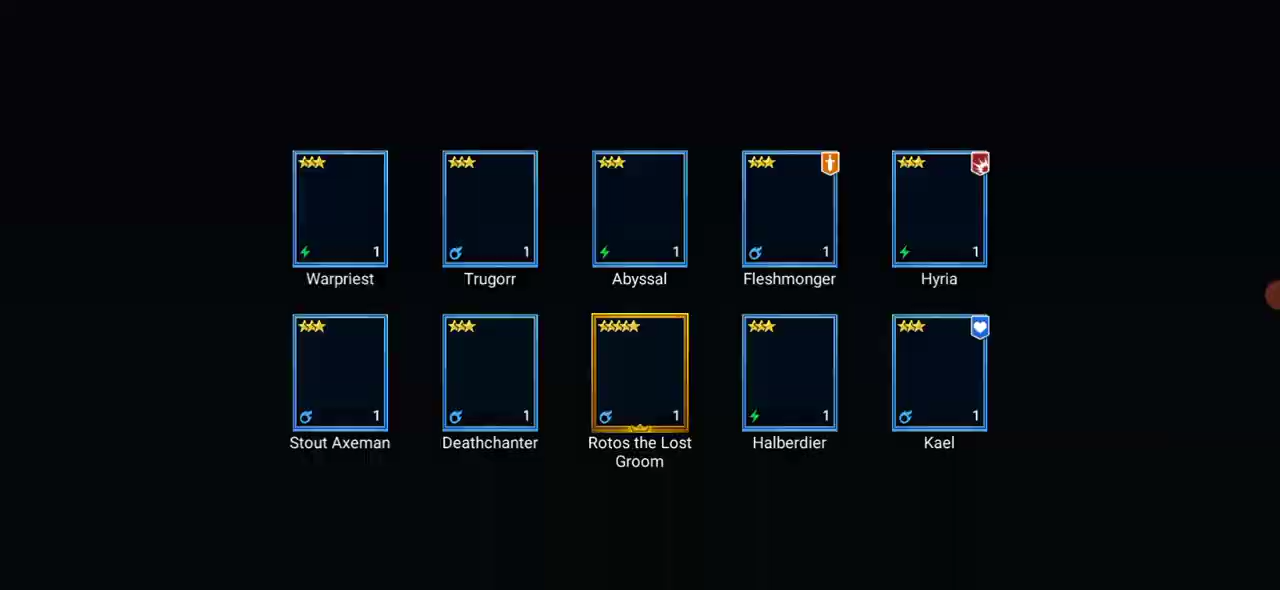 1
1
1
1
1
Warpriest
Trugorr
Abyssal
Fleshmonger
Hyria
1
1
1
1
1
Stout Axeman
Deathchanter
Rotos the Lost
Groom
Halberdier
Kael